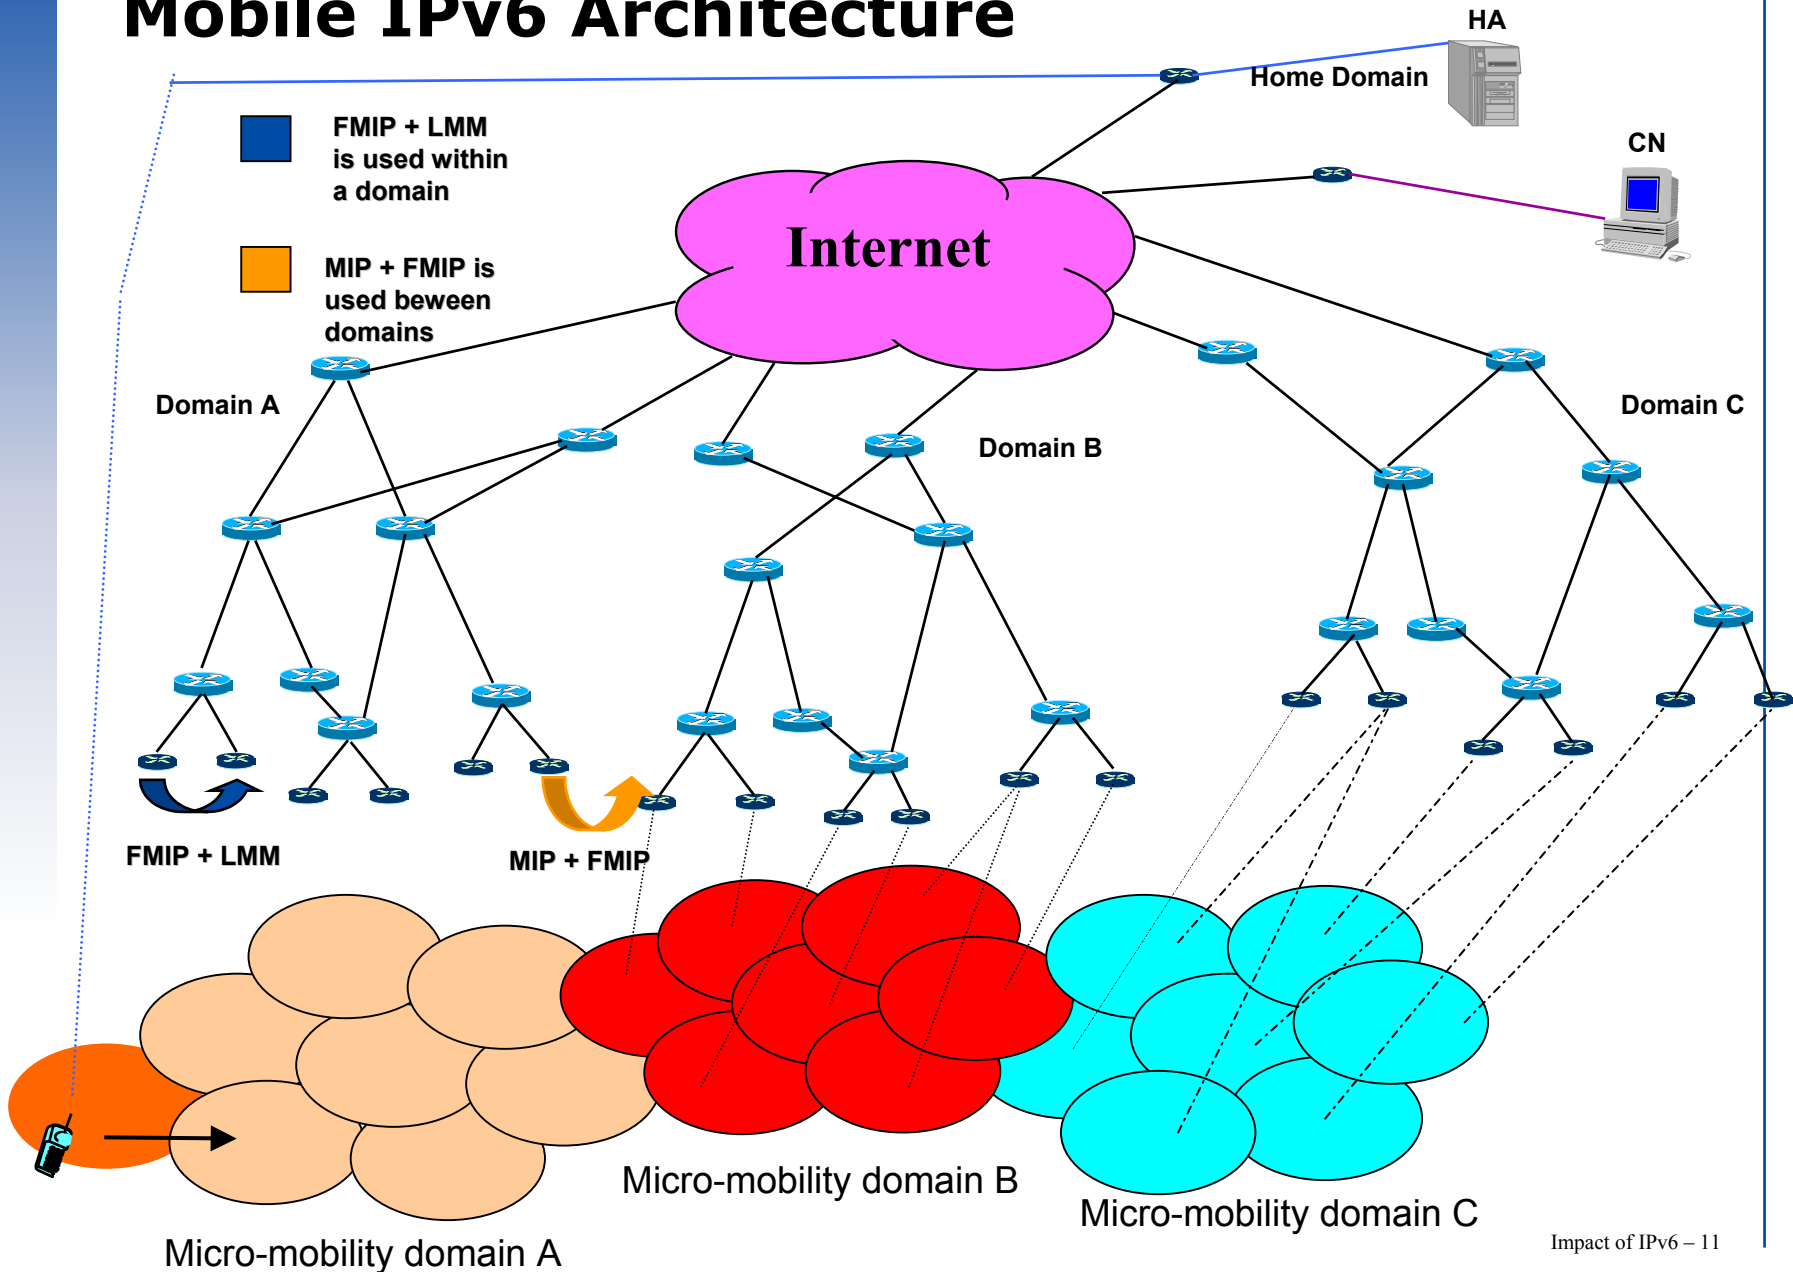 Mobile IPv6 Architecture
HA
Home Domain
FMIP + LMM
is used within
a domain
CN
Internet
MIP + FMIP is
used beween
domains
Domain A
Domain B
Domain C
FMIP + LMM
MIP + FMIP
Micro-mobility domain B
Micro-mobility domain C
Micro-mobility domain A
Impact of IPv6 – 11